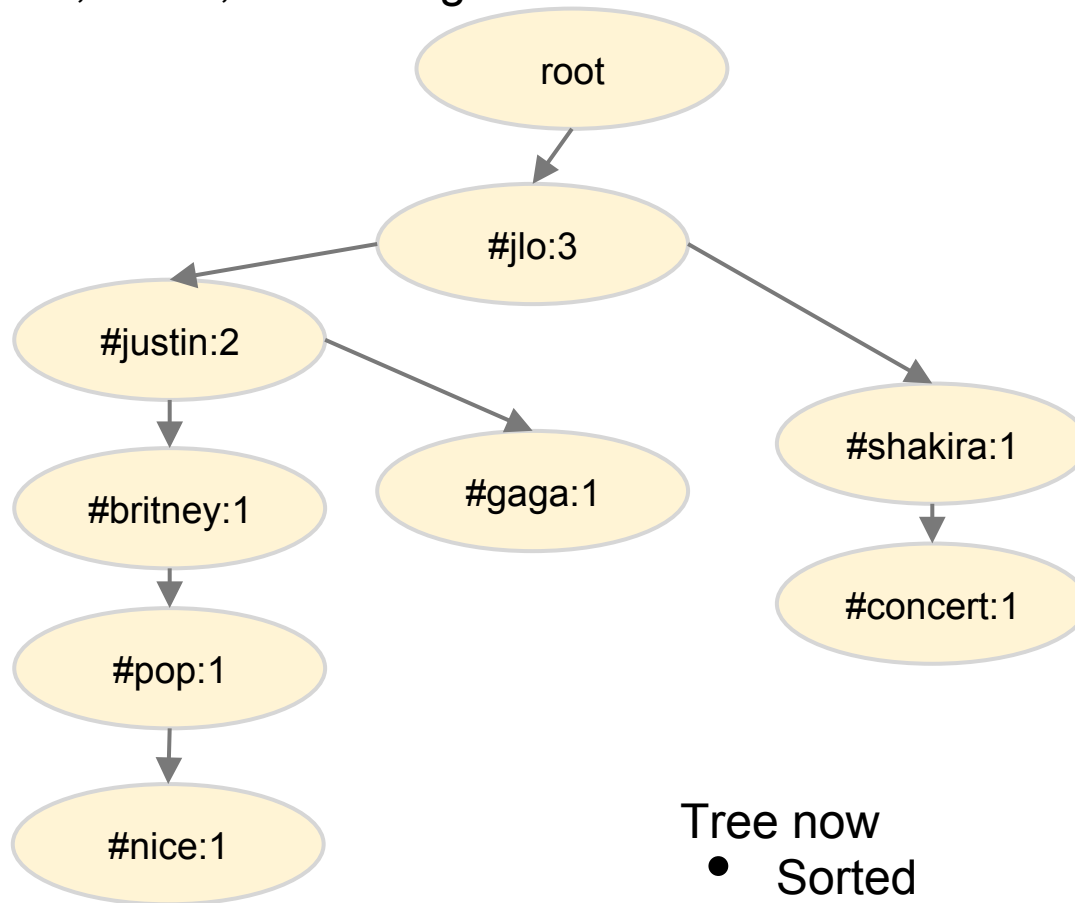 root
#jlo:3
#justin:2
#shakira:1
#gaga:1
#britney:1
#concert:1
#pop:1
#nice:1
Tree now
● Sorted